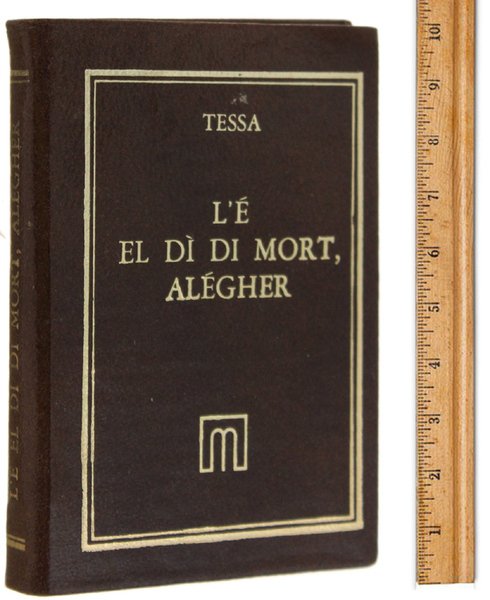 TESSA
L'É
EL DÌ DI MORT,
ALÉGHER
m
L'É EL DÌ DI MORT, ALÉGHER
10
9
8
7
6
5
4
3
2
1